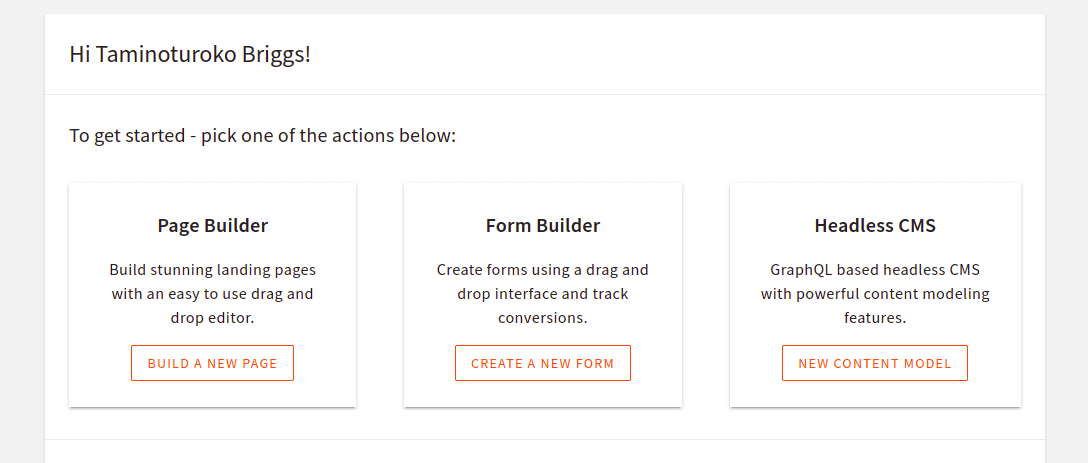 Hi Taminoturoko Briggs!
To get started - pick one of the actions below:
Page Builder
Build stunning landing pages
with an easy to use drag and
drop editor.
BUILD A NEW PAGE
Form Builder
Create forms using a drag and
drop interface and track
conversions.
CREATE A NEW FORM
Headless CMS
GraphQL based headless CMS
with powerful content modeling
features.
NEW CONTENT MODEL